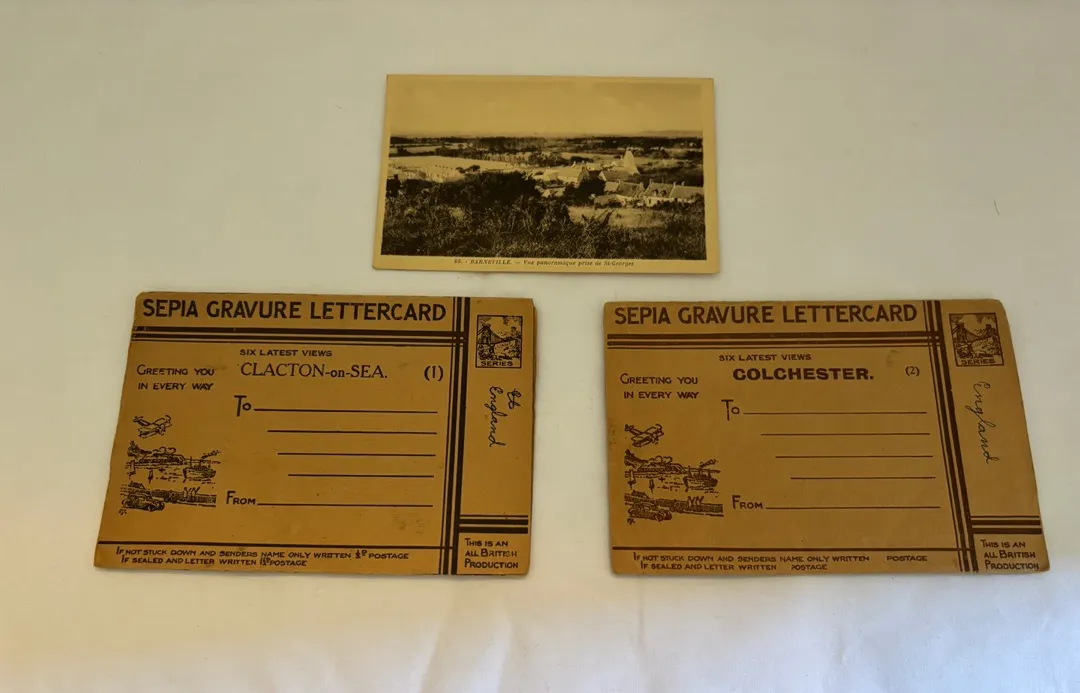 65. - BARNEVILLE. — Vue panoramique prise de St-Georges
SEPIA GRAVURE LETTERCARD
SERIES
SIX LATEST VIEWS
CLACTON-on-SEA. (1)
GREETING YOU
IN EVERY WAY
To
England
FROM
THIS IS AN
ALL BRITISH
PRODUCTION
IF NOT STUCK DOWN AND SENDERS NAME ONLY WRITTEN ½D POSTAGE
IF SEALED AND LETTER WRITTEN 1½D POSTAGE
SEPIA GRAVURE LETTERCARD
SERIES
SIX LATEST VIEWS
COLCHESTER. (2)
GREETING YOU
IN EVERY WAY
To
England
FROM
THIS IS AN
ALL BRITISH
PRODUCTION
IF NOT STUCK DOWN AND SENDERS NAME ONLY WRITTEN POSTAGE
IF SEALED AND LETTER WRITTEN POSTAGE